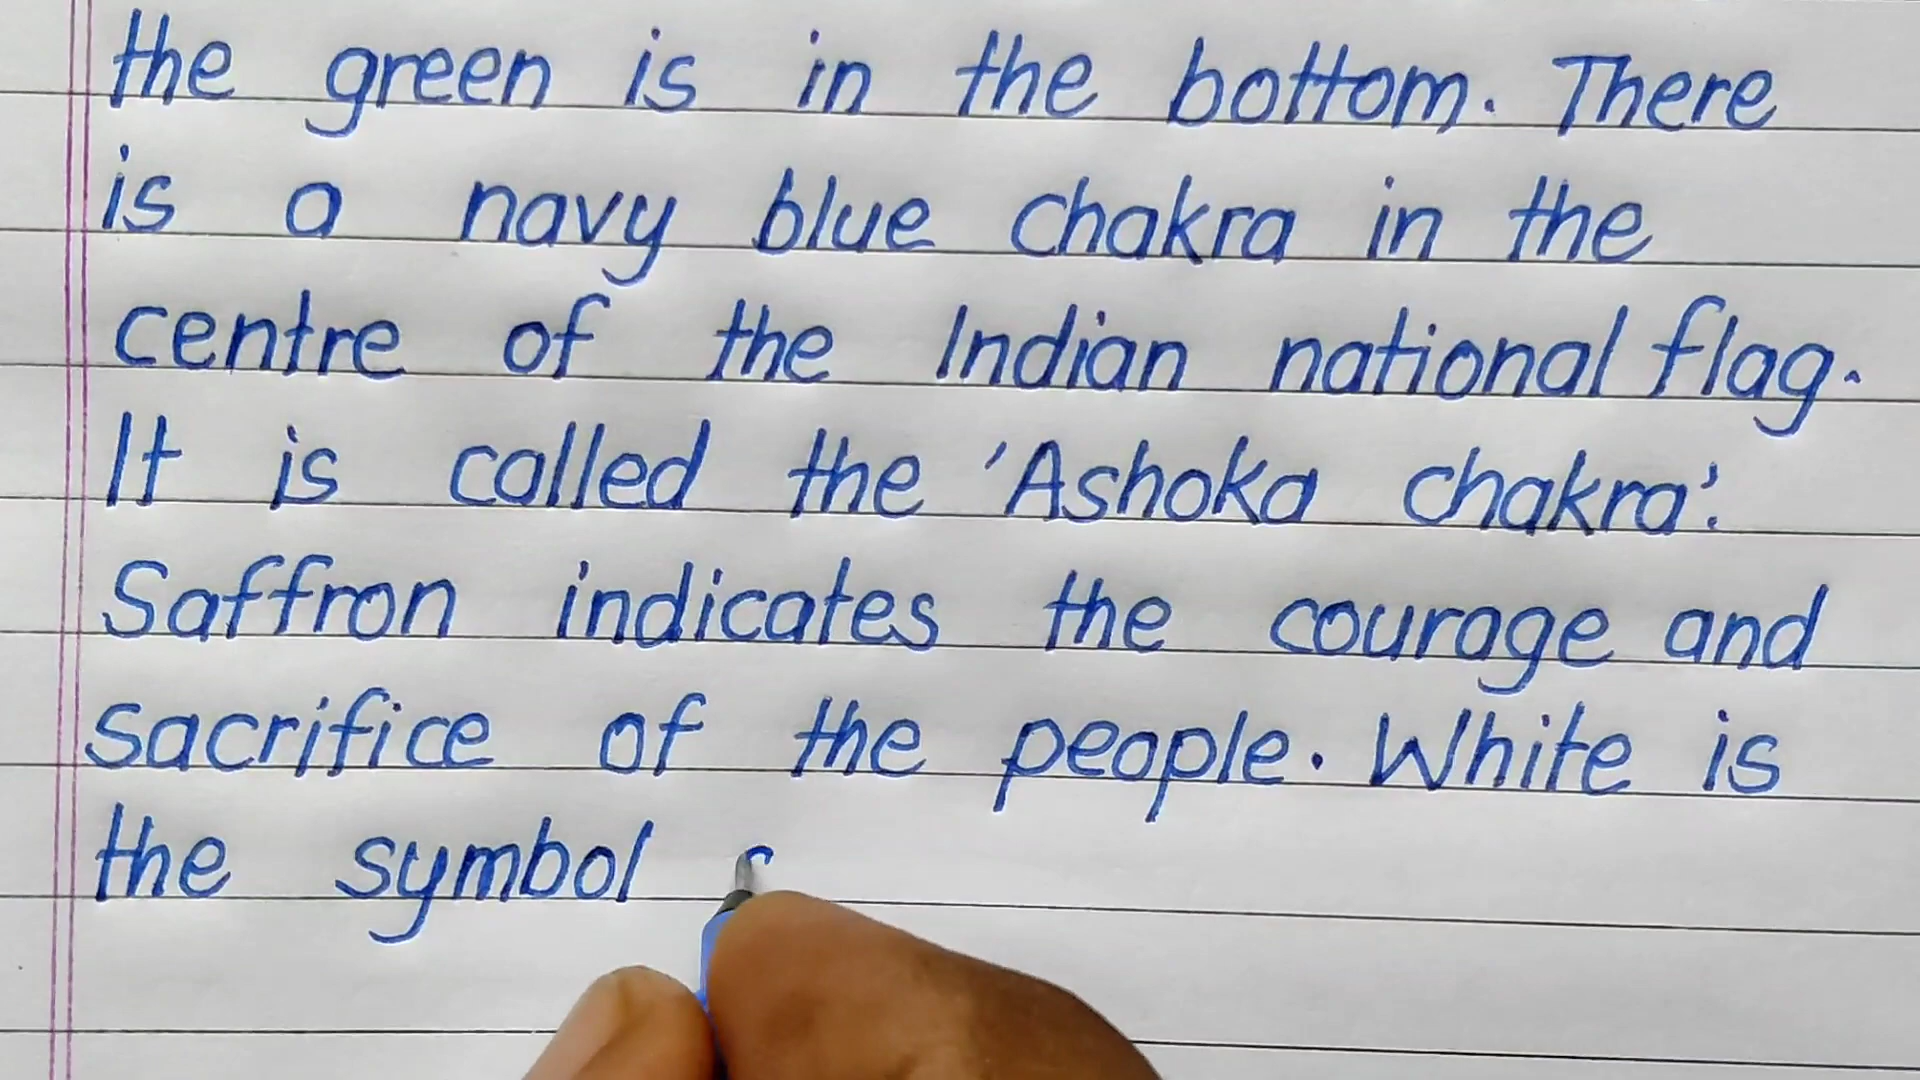 the green is in the bottom. There
is a navy blue chakra in the
centre of the Indian national flag.
It is called the 'Ashoka chakra'.
Saffron indicates the courage and
sacrifice of the people. White is
the symbol